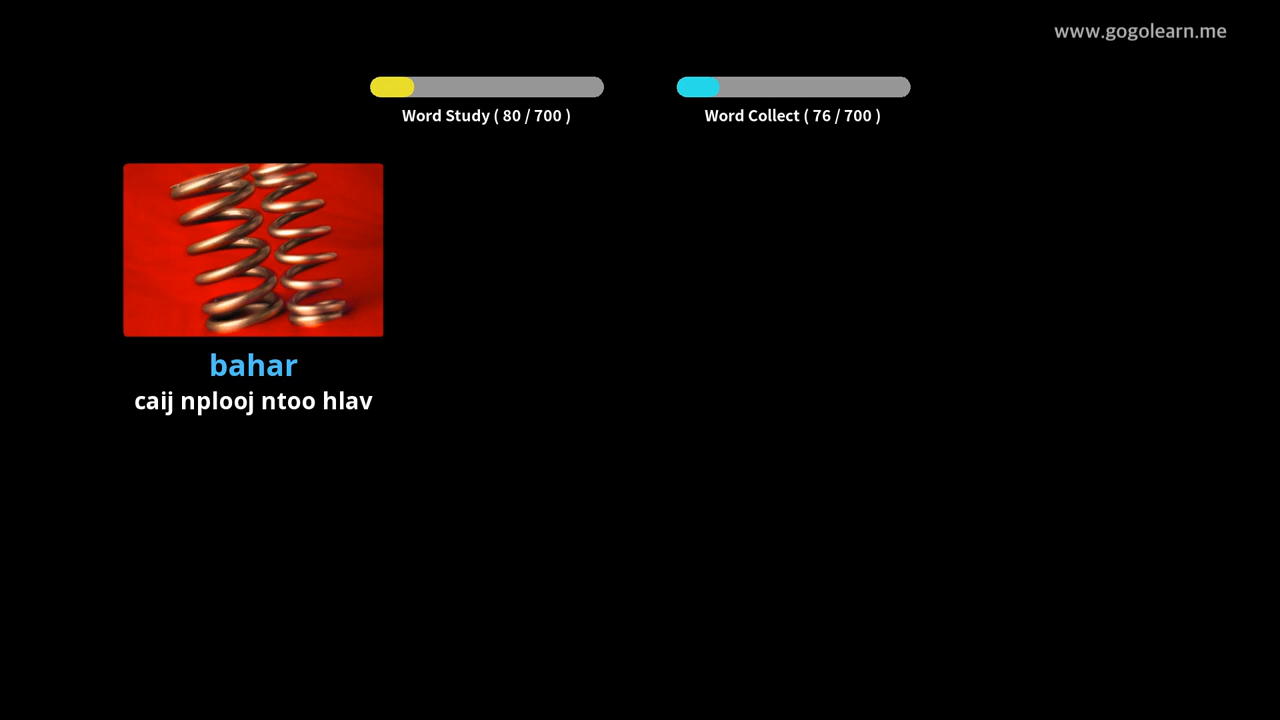 www.gogolearn.me
Word Study ( 80 / 700 )
Word Collect ( 76 / 700 )
bahar
caij nplooj ntoo hlav